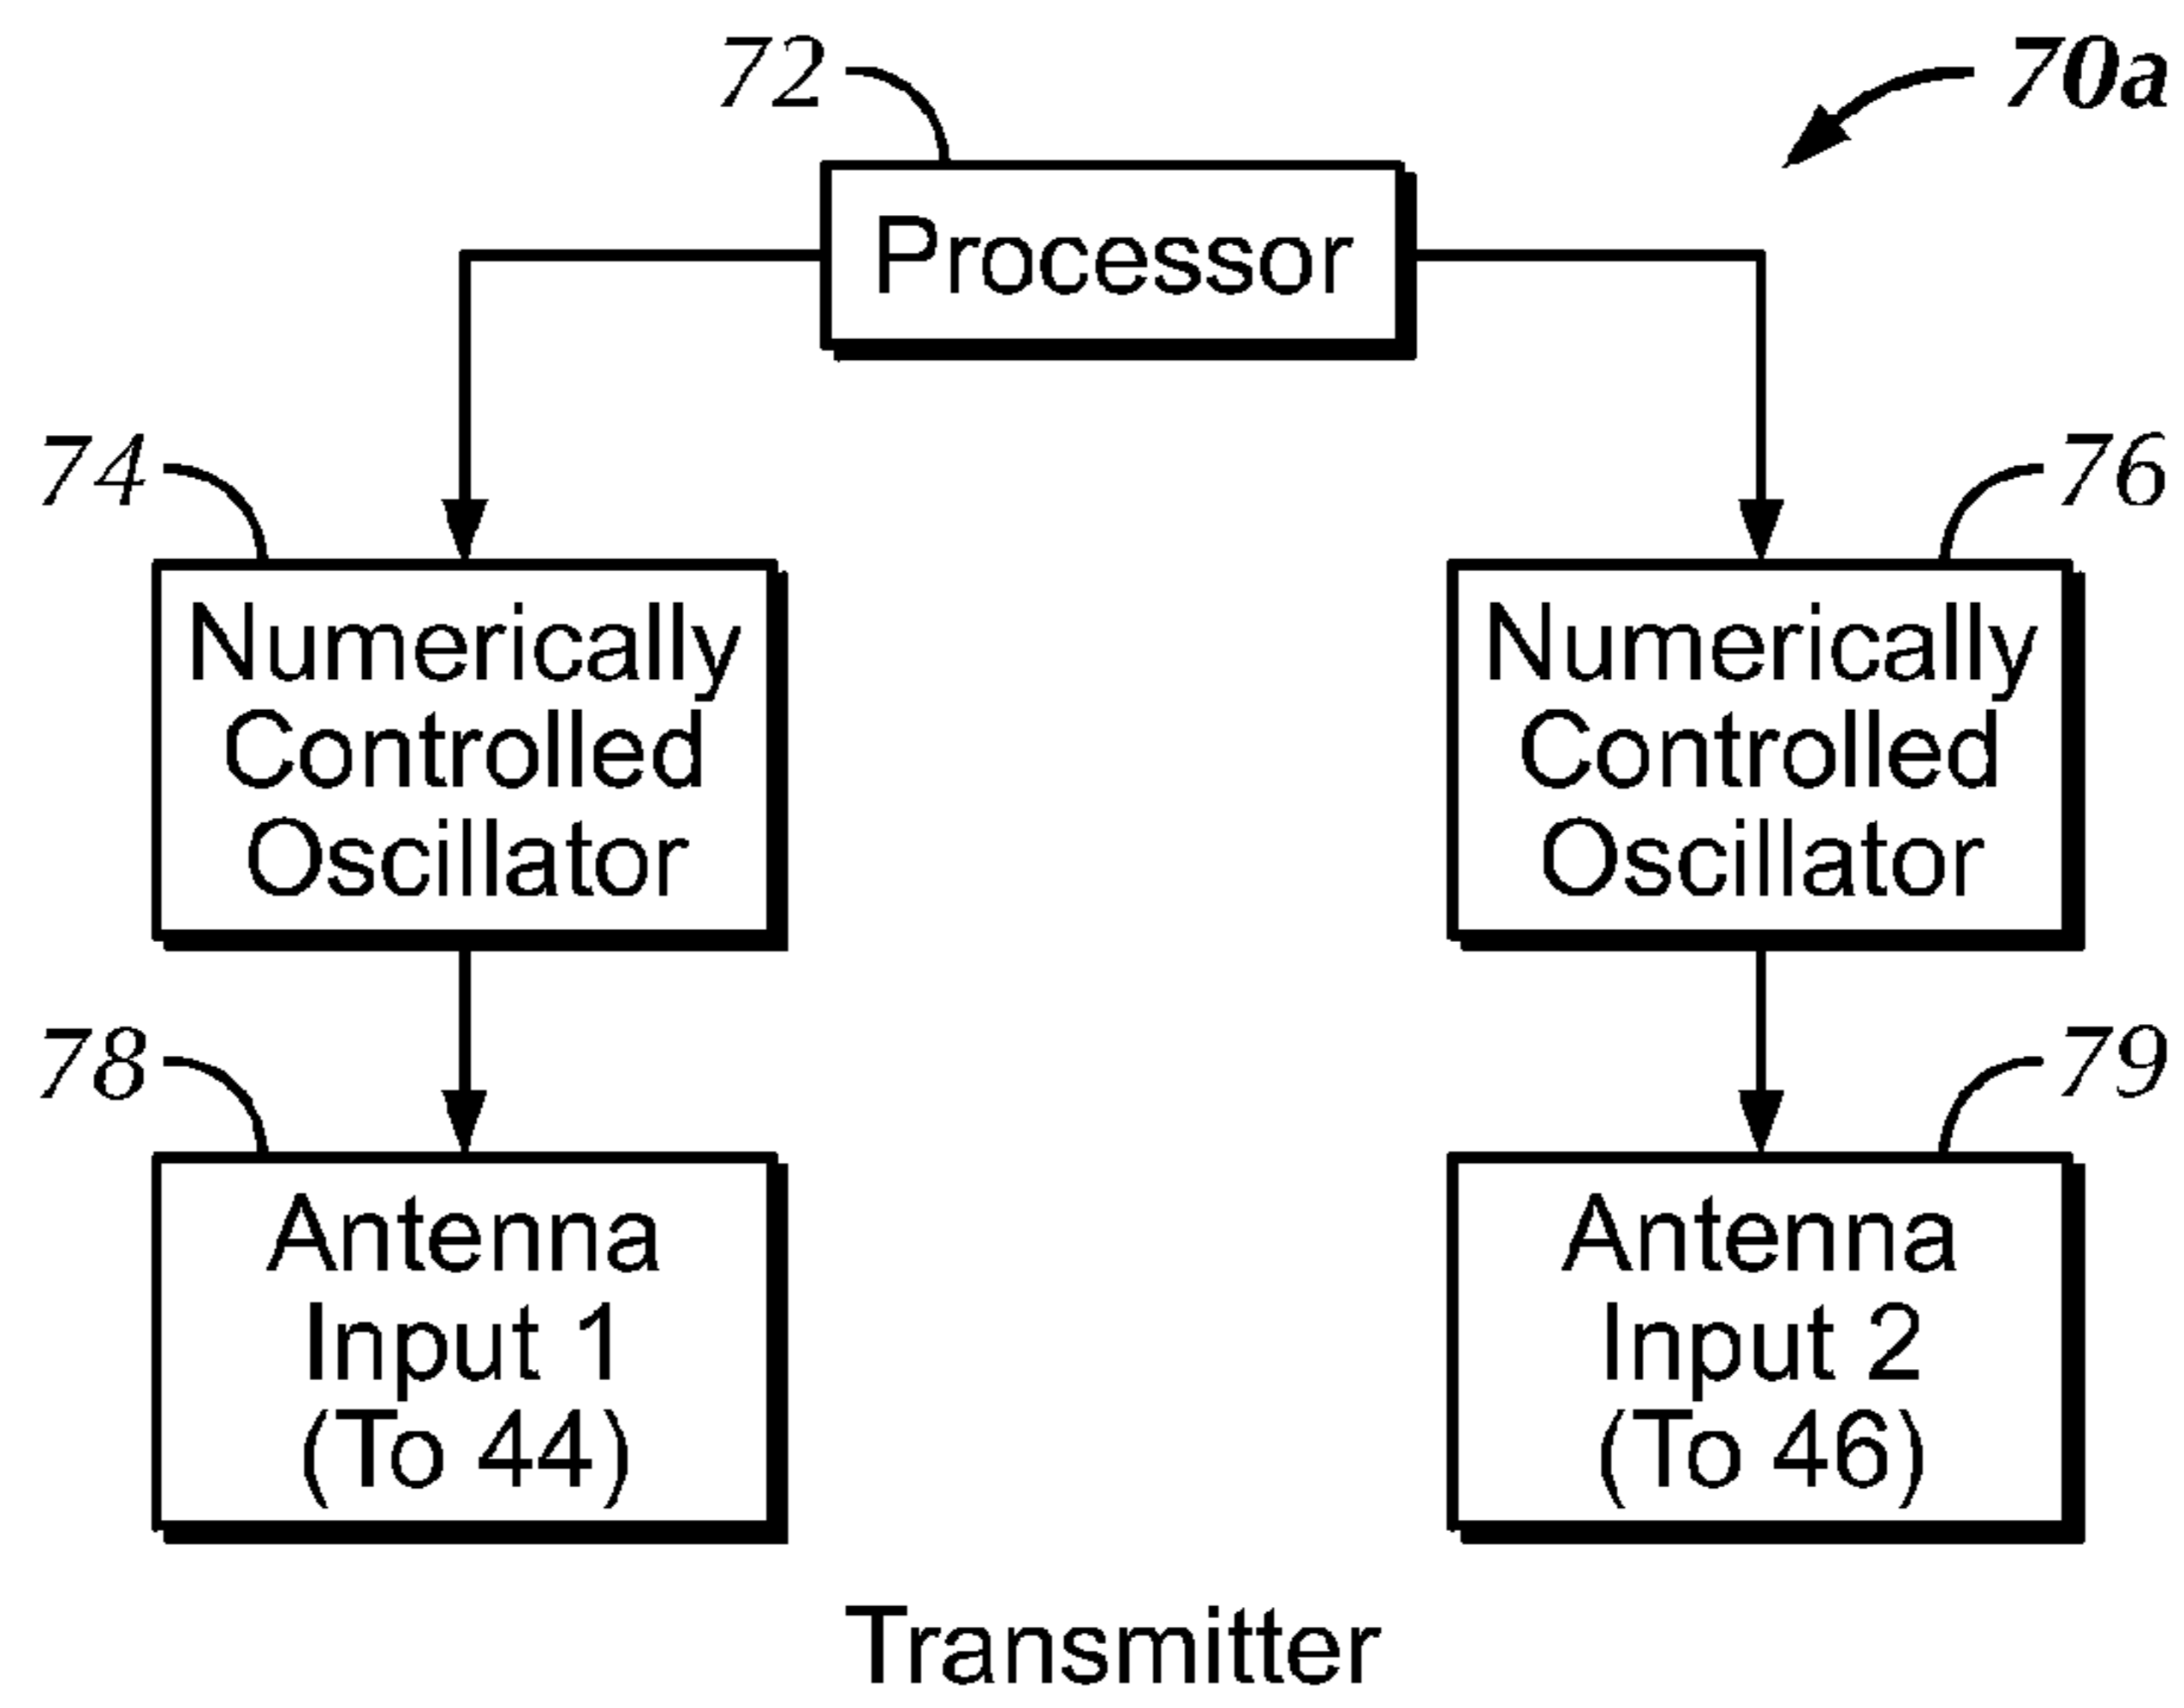 72
70a
Processor
74
76
Numerically
Controlled
Oscillator
Numerically
Controlled
Oscillator
78
79
Antenna
Input 1
(To 44)
Antenna
Input 2
(To 46)
Transmitter